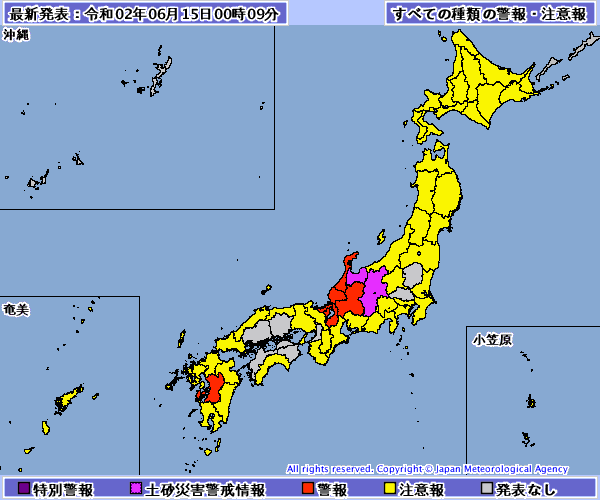 最新発表：令和02年06月15日00時09分
すべての種類の警報・注意報
沖縄
奄美
小笠原
All rights reserved. Copyright © Japan Meteorological Agency
特別警報
土砂災害警戒情報
警報
注意報
発表なし